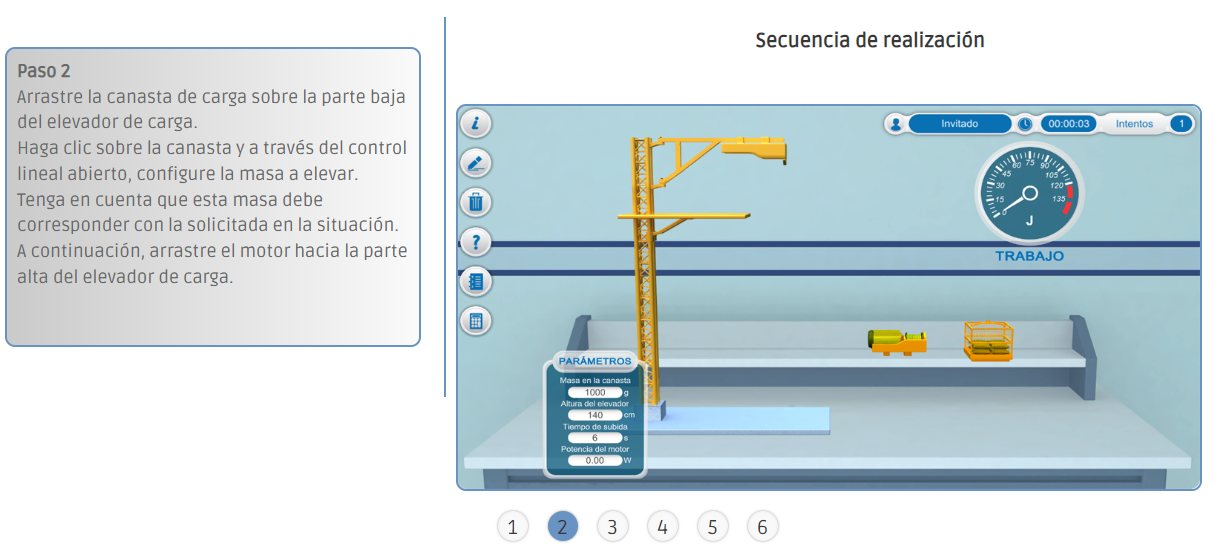 Secuencia de realización
Paso 2
Arrastre la canasta de carga sobre la parte baja
del elevador de carga.
Haga clic sobre la canasta y a través del control
lineal abierto, configure la masa a elevar.
Tenga en cuenta que esta masa debe
corresponder con la solicitada en la situación.
A continuación, arrastre el motor hacia la parte
alta del elevador de carga.
i
?
Invitado
00:00:03
Intentos
1
0
15
30
45
60
75
90
105
120
135
J
TRABAJO
PARÁMETROS
Masa en la canasta
1000 g
Altura del elevador
140 cm
Tiempo de subida
6 s
Potencia del motor
0.00 W
1 2 3 4 5 6